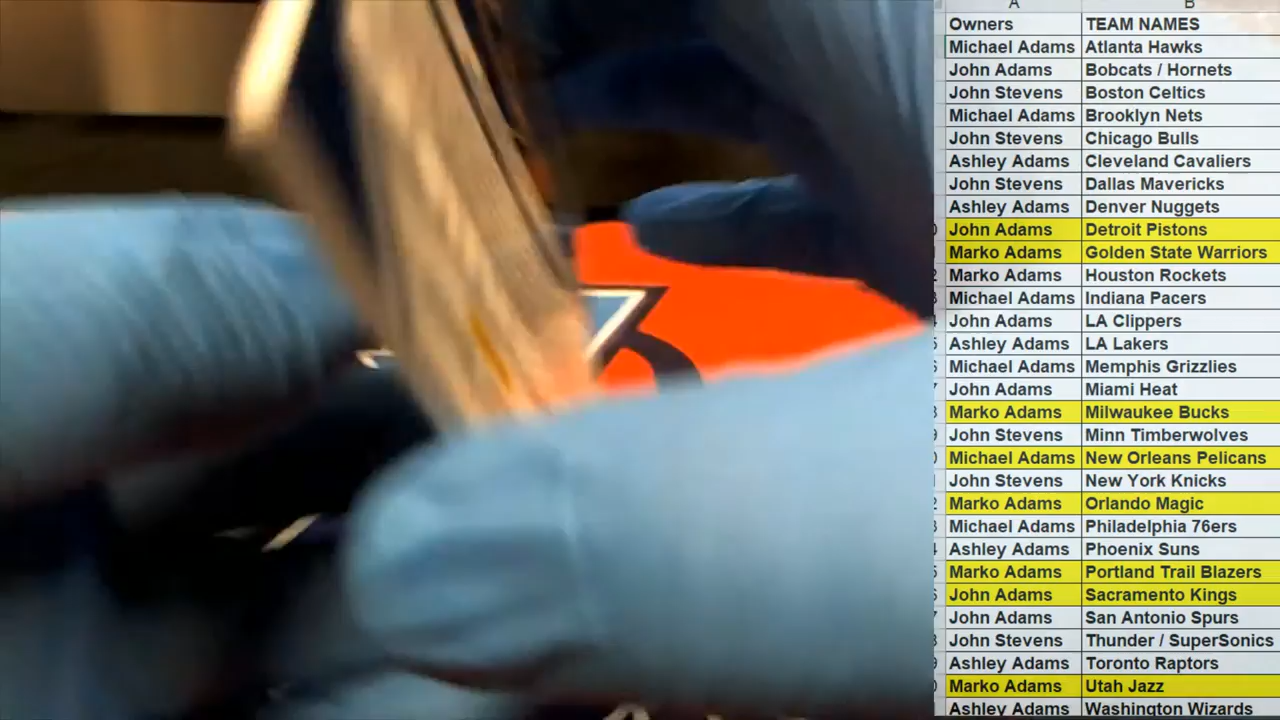 A B
Owners TEAM NAMES
Michael Adams Atlanta Hawks
John Adams Bobcats / Hornets
John Stevens Boston Celtics
Michael Adams Brooklyn Nets
John Stevens Chicago Bulls
Ashley Adams Cleveland Cavaliers
John Stevens Dallas Mavericks
Ashley Adams Denver Nuggets
John Adams Detroit Pistons
Marko Adams Golden State Warriors
Marko Adams Houston Rockets
Michael Adams Indiana Pacers
John Adams LA Clippers
Ashley Adams LA Lakers
Michael Adams Memphis Grizzlies
John Adams Miami Heat
Marko Adams Milwaukee Bucks
John Stevens Minn Timberwolves
Michael Adams New Orleans Pelicans
John Stevens New York Knicks
Marko Adams Orlando Magic
Michael Adams Philadelphia 76ers
Ashley Adams Phoenix Suns
Marko Adams Portland Trail Blazers
John Adams Sacramento Kings
John Adams San Antonio Spurs
John Stevens Thunder / SuperSonics
Ashley Adams Toronto Raptors
Marko Adams Utah Jazz
Ashley Adams Washington Wizards